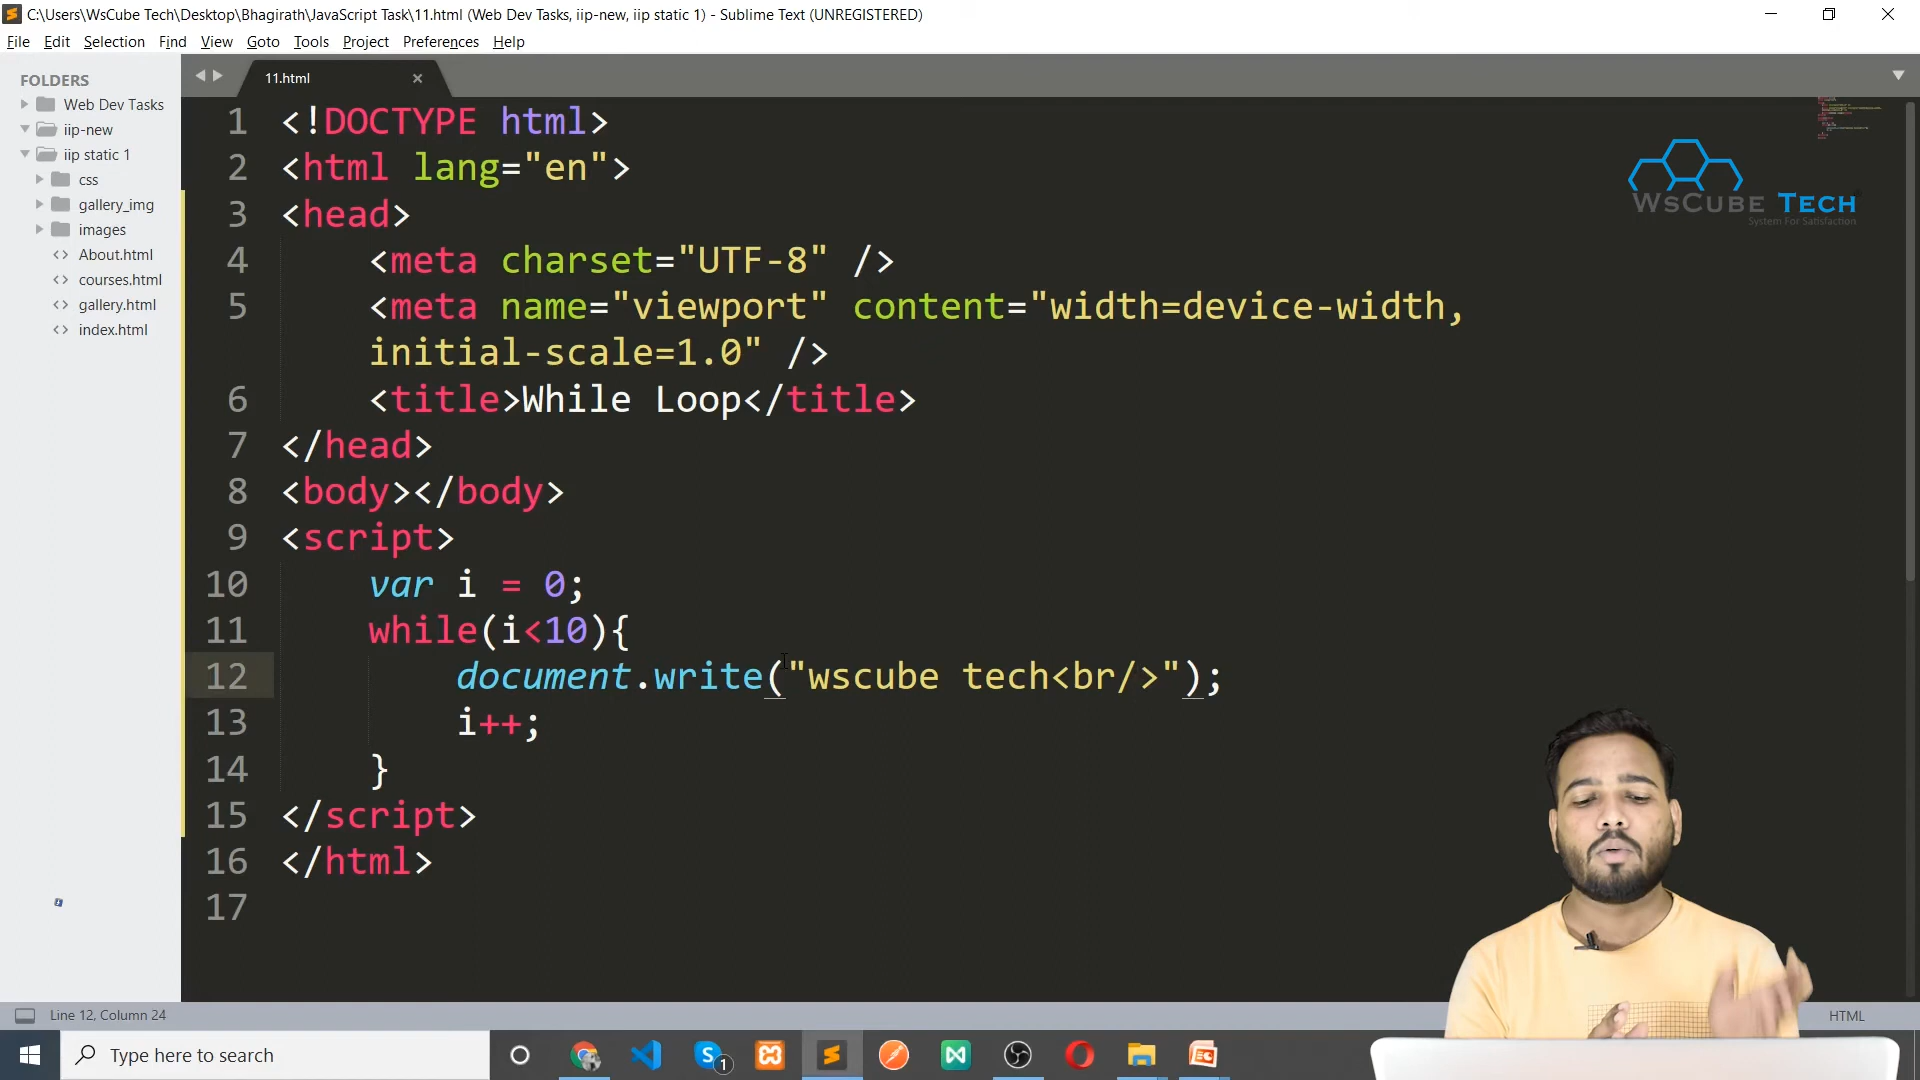 C:\Users\WsCube Tech\Desktop\Bhagirath\JavaScript Task\11.html (Web Dev Tasks, iip-new, iip static 1) - Sublime Text (UNREGISTERED)
File Edit Selection Find View Goto Tools Project Preferences Help
FOLDERS
Web Dev Tasks
iip-new
iip static 1
css
gallery_img
images
About.html
courses.html
gallery.html
index.html
11.html
1 <!DOCTYPE html>
2 <html lang="en">
3 <head>
4 <meta charset="UTF-8" />
5 <meta name="viewport" content="width=device-width,
initial-scale=1.0" />
6 <title>While Loop</title>
7 </head>
8 <body></body>
9 <script>
10 var i = 0;
11 while(i<10){
12 document.write("wscube tech<br/>");
13 i++;
14 }
15 </script>
16 </html>
17
WsCube Tech
System For Satisfaction
Line 12, Column 24
HTML
Type here to search
1